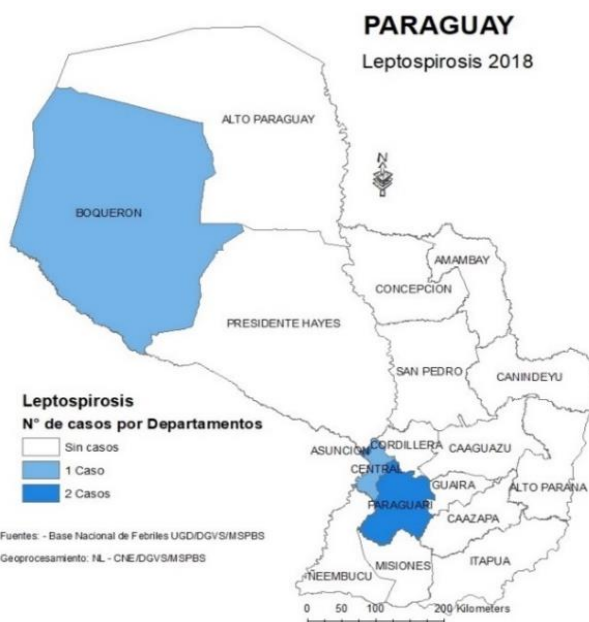 PARAGUAY
Leptospirosis 2018
ALTO PARAGUAY
N
BOQUERON
AMAMBAY
CONCEPCION
PRESIDENTE HAYES
SAN PEDRO
CANINDEYU
Leptospirosis
N° de casos por Departamentos
Sin casos
1 Caso
2 Casos
ASUNCION
CORDILLERA
CAAGUAZU
CENTRAL
GUAIRA
ALTO PARANA
PARAGUARI
CAAZAPA
Fuentes: - Base Nacional de Febriles UGD/DGVS/MSPBS
Geoprocesamiento: NL - CNE/DGVS/MSPBS
ITAPUA
MISIONES
ÑEEMBUCU
0 50 100 200 Kilometers